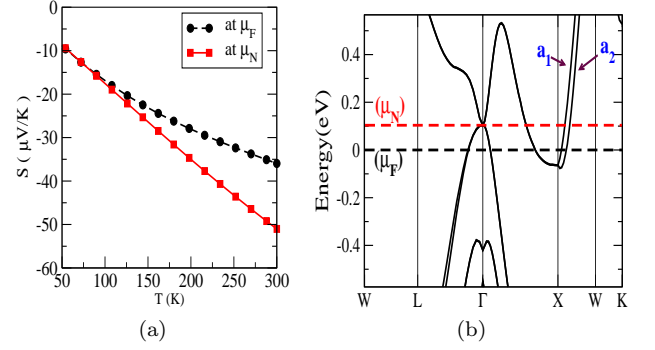 0
-10
-20
-30
-40
-50
-60
S ( μV/K)
at μF
at μN
50 100 150 200 250 300
T (K)
(a)
Energy(eV)
0.4
0.2
0
-0.2
-0.4
(μN)
(μF)
a1
a2
W L Γ X W K
(b)